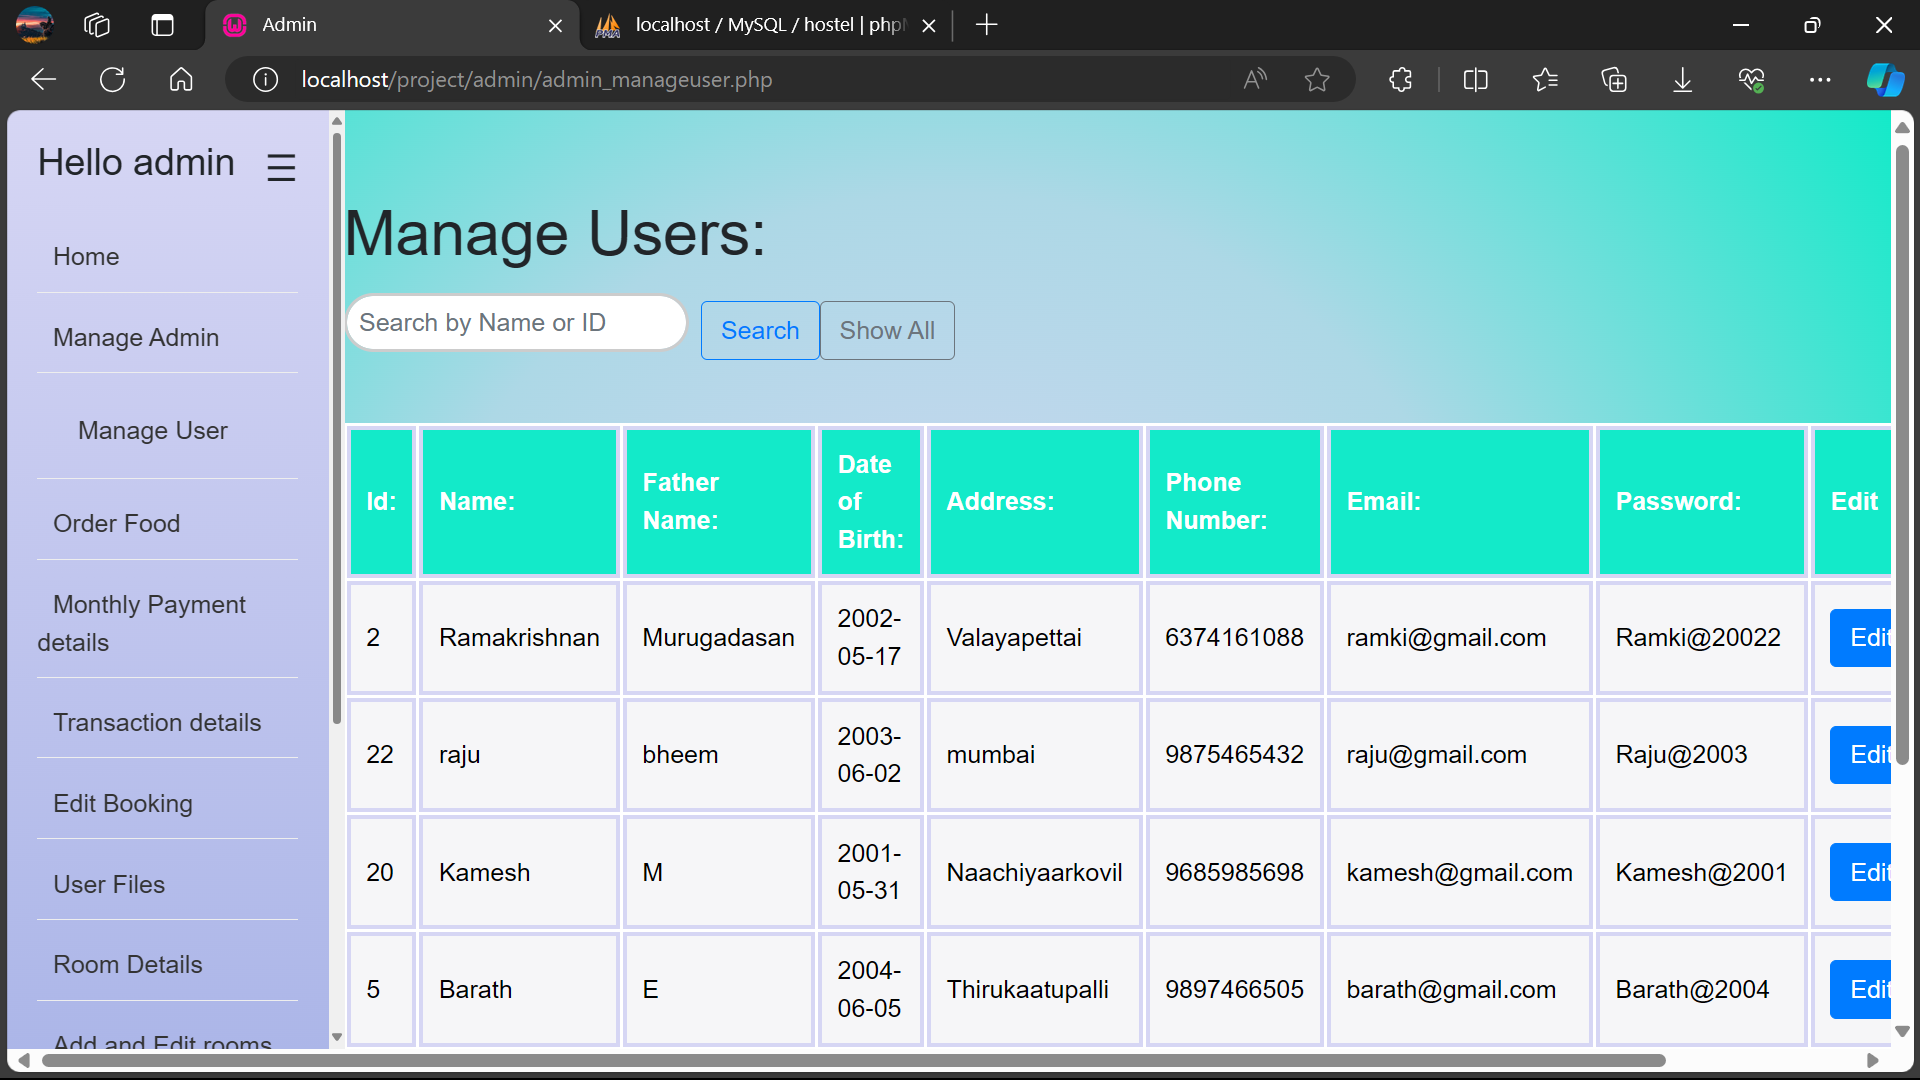 Admin
localhost / MySQL / hostel | php
localhost/project/admin/admin_manageuser.php
Hello admin
Home
Manage Admin
Manage User
Order Food
Monthly Payment
details
Transaction details
Edit Booking
User Files
Room Details
Add and Edit rooms
Manage Users:
Search by Name or ID
Search
Show All
Id: Name: Father Name: Date of Birth: Address: Phone Number: Email: Password: Edit
2 Ramakrishnan Murugadasan 2002-05-17 Valayapettai 6374161088 ramki@gmail.com Ramki@20022 Edit
22 raju bheem 2003-06-02 mumbai 9875465432 raju@gmail.com Raju@2003 Edit
20 Kamesh M 2001-05-31 Naachiyaarkovil 9685985698 kamesh@gmail.com Kamesh@2001 Edit
5 Barath E 2004-06-05 Thirukaatupalli 9897466505 barath@gmail.com Barath@2004 Edit